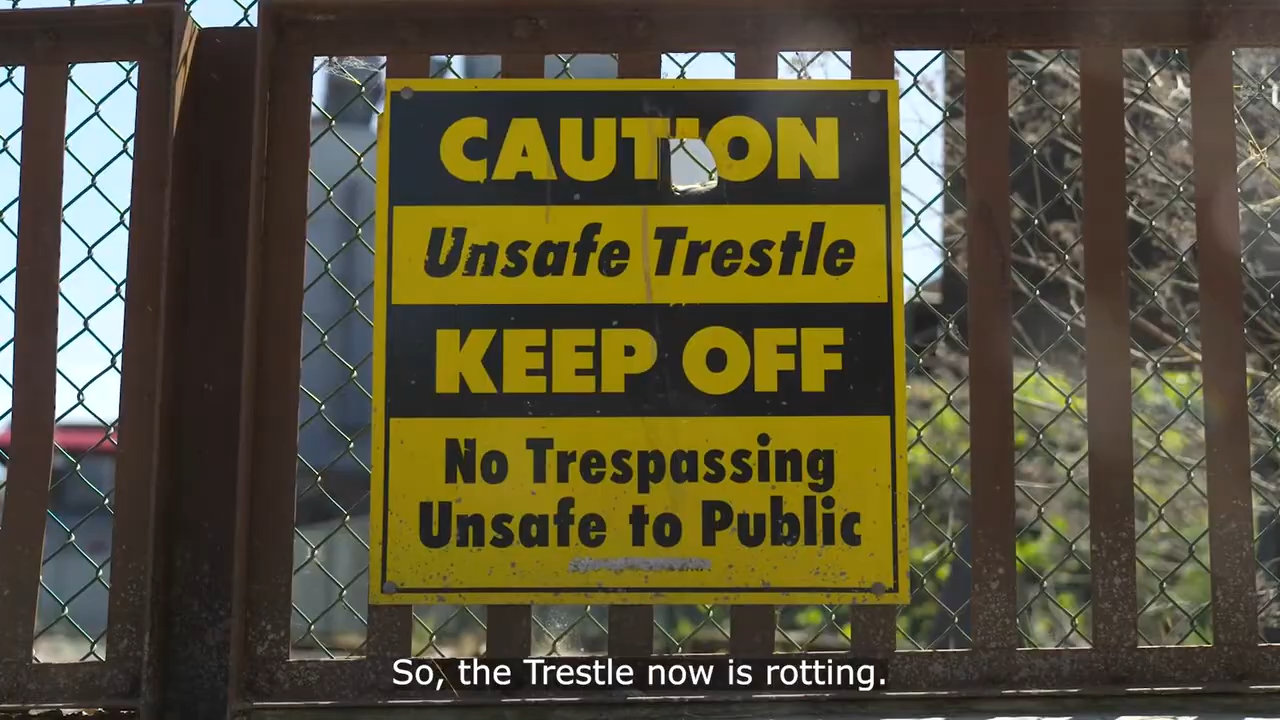 CAUTION
Unsafe Trestle
KEEP OFF
No Trespassing
Unsafe to Public
So, the Trestle now is rotting.